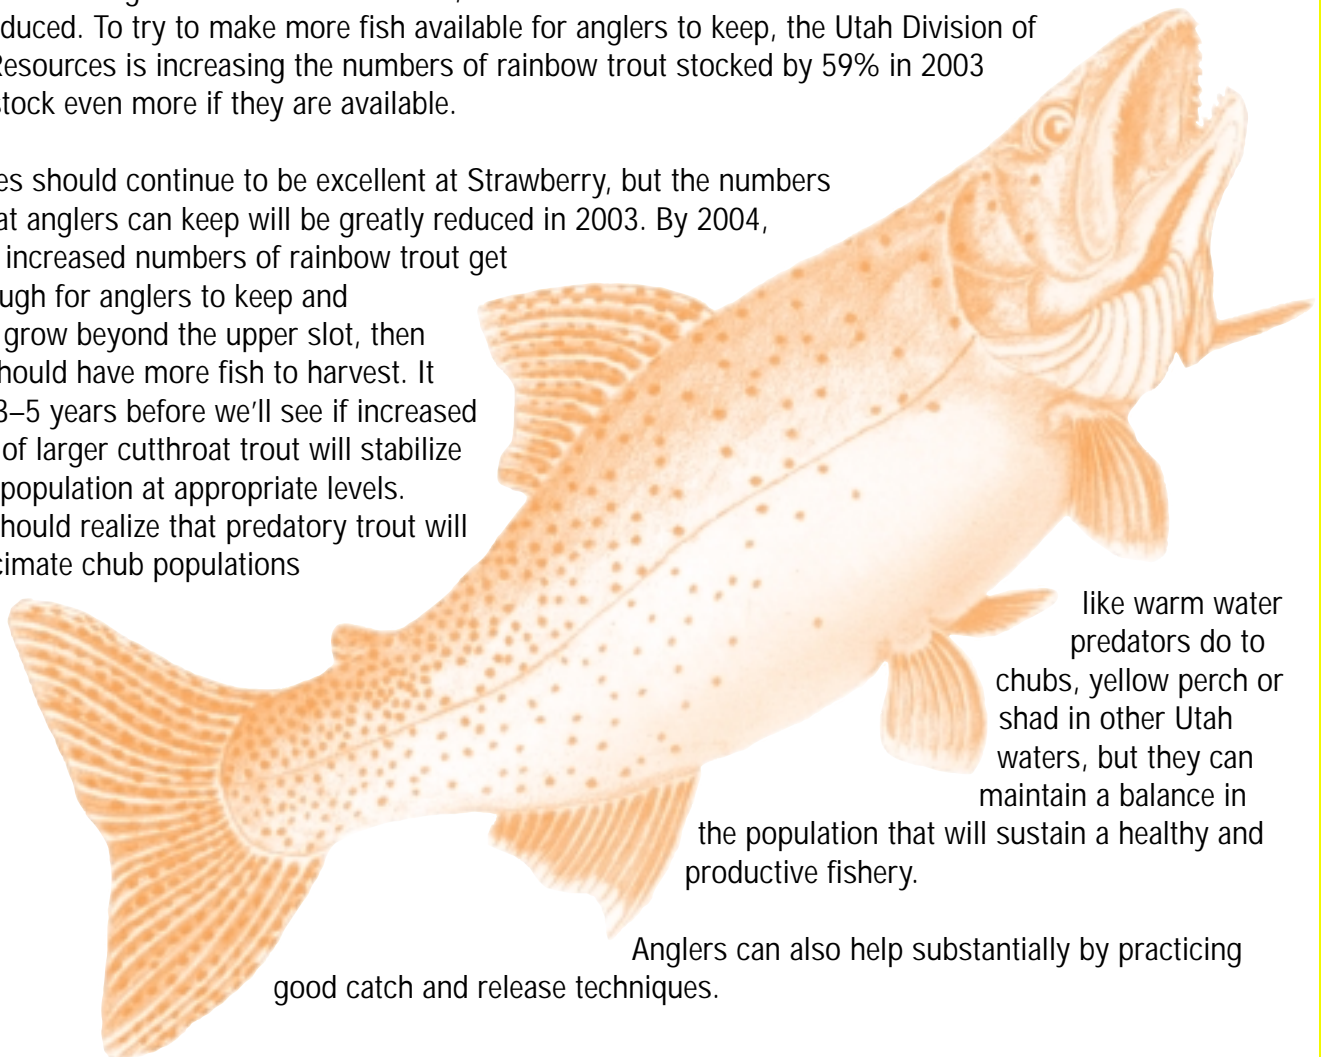 duced. To try to make more fish available for anglers to keep, the Utah Division of
Resources is increasing the numbers of rainbow trout stocked by 59% in 2003
stock even more if they are available.
es should continue to be excellent at Strawberry, but the numbers
at anglers can keep will be greatly reduced in 2003. By 2004,
increased numbers of rainbow trout get
ugh for anglers to keep and
grow beyond the upper slot, then
should have more fish to harvest. It
3–5 years before we'll see if increased
of larger cutthroat trout will stabilize
population at appropriate levels.
should realize that predatory trout will
cimate chub populations
like warm water
predators do to
chubs, yellow perch or
shad in other Utah
waters, but they can
maintain a balance in
the population that will sustain a healthy and
productive fishery.
Anglers can also help substantially by practicing
good catch and release techniques.